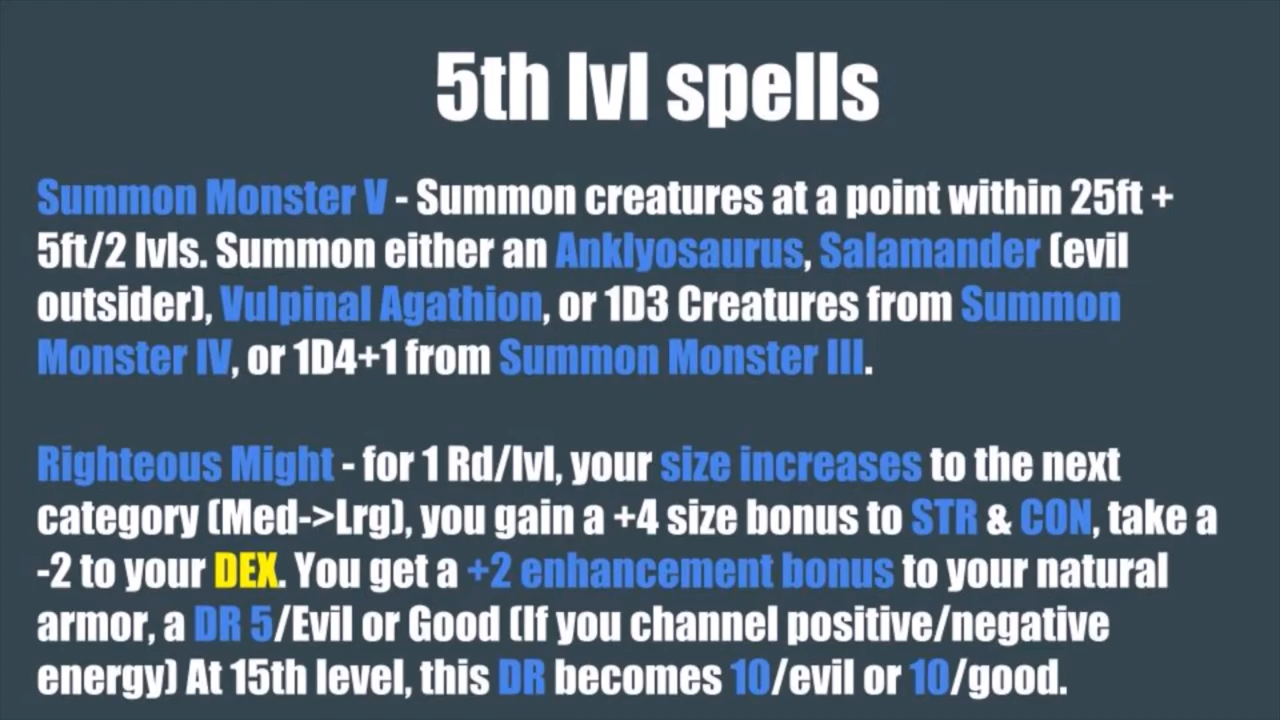 5th lvl spells
Summon Monster V - Summon creatures at a point within 25ft +
5ft/2 lvls. Summon either an Anklyosaurus, Salamander (evil
outsider), Vulpinal Agathion, or 1D3 Creatures from Summon
Monster IV, or 1D4+1 from Summon Monster III.
Righteous Might - for 1 Rd/lvl, your size increases to the next
category (Med->Lrg), you gain a +4 size bonus to STR & CON, take a
-2 to your DEX. You get a +2 enhancement bonus to your natural
armor, a DR 5/Evil or Good (If you channel positive/negative
energy) At 15th level, this DR becomes 10/evil or 10/good.